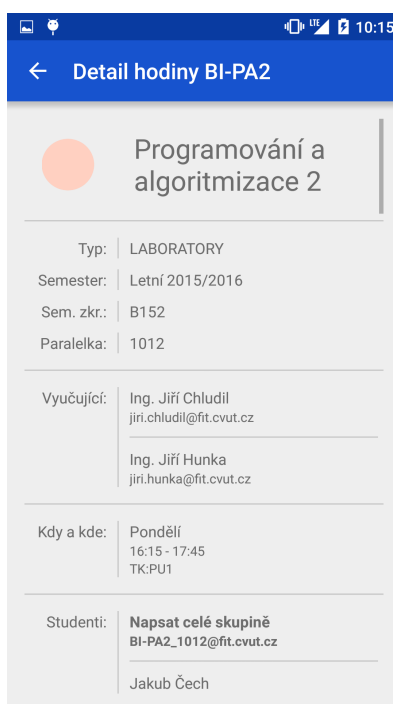 LTE 10:15
Detail hodiny BI-PA2
Programování a
algoritmizace 2
Typ: LABORATORY
Semester: Letní 2015/2016
Sem. zkr.: B152
Paralelka: 1012
Vyučující: Ing. Jiří Chludil
jiri.chludil@fit.cvut.cz
Ing. Jiří Hunka
jiri.hunka@fit.cvut.cz
Kdy a kde: Pondělí
16:15 - 17:45
TK:PU1
Studenti: Napsat celé skupině
BI-PA2_1012@fit.cvut.cz
Jakub Čech